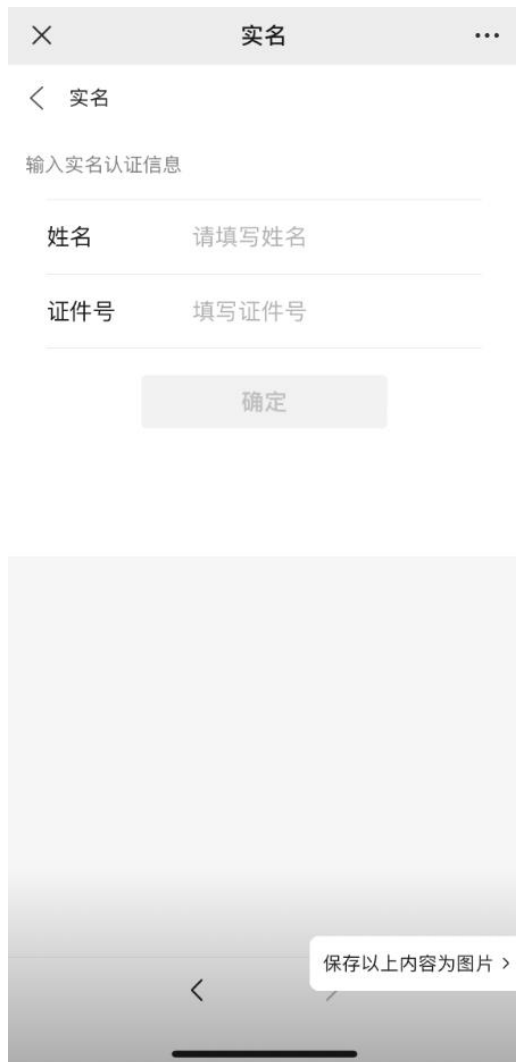 实名
实名
输入实名认证信息
姓名 请填写姓名
证件号 填写证件号
确定
保存以上内容为图片